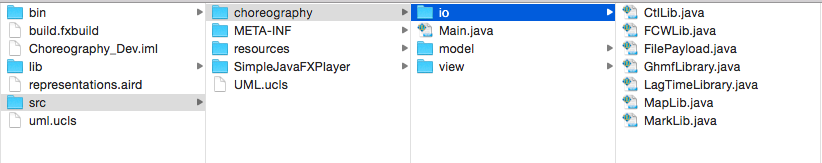 bin
build.fxbuild
Choreography_Dev.iml
lib
representations.aird
src
uml.ucls
choreography
META-INF
resources
SimpleJavaFXPlayer
UML.ucls
io
Main.java
model
view
CtlLib.java
FCWLib.java
FilePayload.java
GhmfLibrary.java
LagTimeLibrary.java
MapLib.java
MarkLib.java